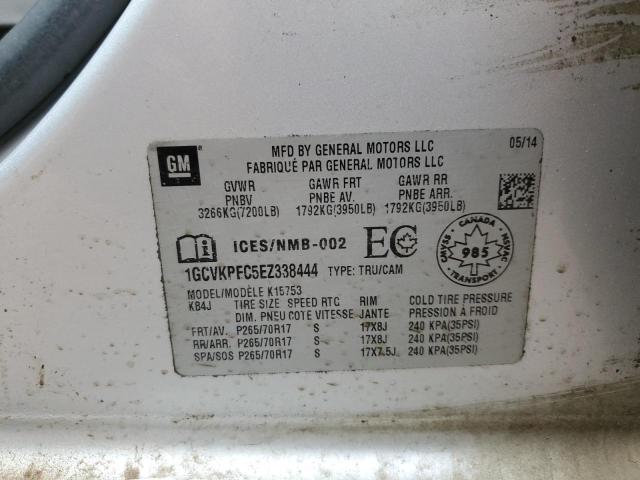 GM
MFD BY GENERAL MOTORS LLC
FABRIQUÉ PAR GENERAL MOTORS LLC
05/14
GVWR GAWR FRT GAWR RR
PNBV PNBE AV. PNBE ARR.
3266KG(7200LB) 1792KG(3950LB) 1792KG(3950LB)
ICES/NMB-002 EC
CANADA
CMVSS 985 NSVAC
TRANSPORT
1GCVKPFC5EZ338444 TYPE: TRU/CAM
MODEL/MODÈLE K15753
KB4J TIRE SIZE SPEED RTG RIM COLD TIRE PRESSURE
DIM. PNEU COTE VITESSE JANTE PRESSION À FROID
FRT/AV. P265/70R17 S 17X8J 240 KPA(35PSI)
RR/ARR. P265/70R17 S 17X8J 240 KPA(35PSI)
SPA/SOS P265/70R17 S 17X7.5J 240 KPA(35PSI)